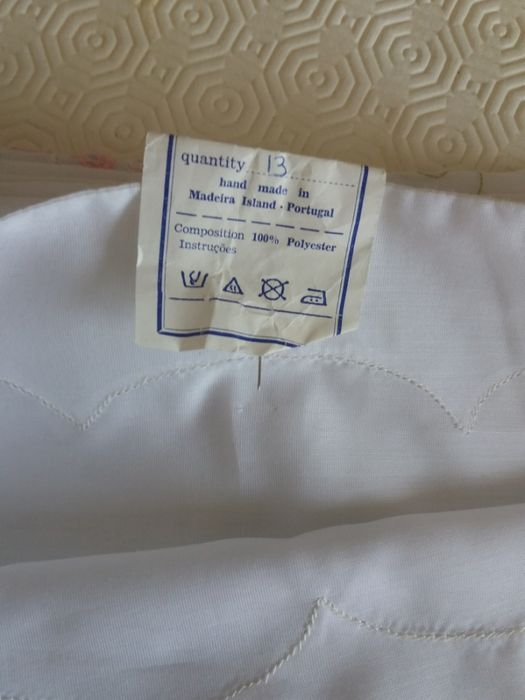 quantity 13
hand made in
Madeira Island · Portugal
Composition 100% Polyester
Instruções